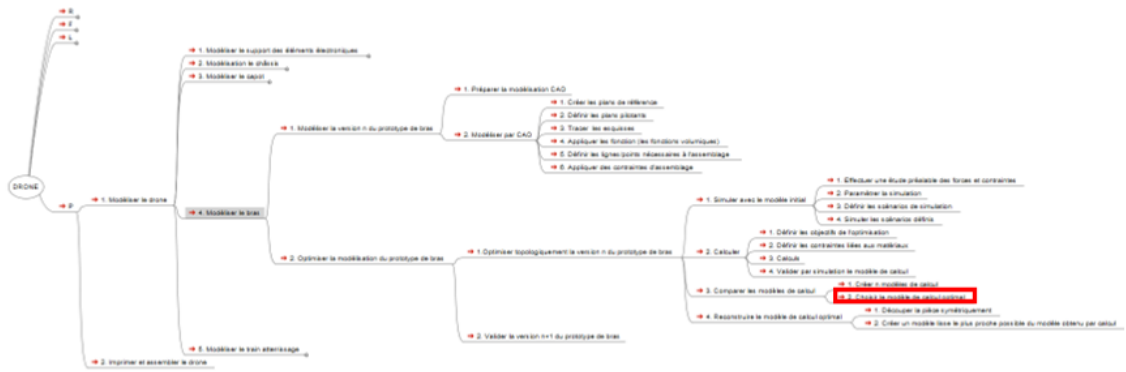 DRONE
R
F
L
P
1. Modéliser le drone
1. Modéliser le support des éléments électroniques
2. Modélisation le châssis
3. Modéliser le capot
4. Modéliser le bras
1. Modéliser la version n du prototype de bras
1. Préparer la modélisation CAO
2. Modéliser par CAO
1. Créer les plans de référence
2. Définir les plans pilotants
3. Tracer les esquisses
4. Appliquer les fonction (les fonctions volumiques)
5. Définir les lignes/points nécessaires à l'assemblage
6. Appliquer des contraintes d'assemblage
2. Optimiser la modélisation du prototype de bras
1.Optimiser topologiquement la version n du prototype de bras
1. Simuler avec le modèle initial
1. Effectuer une étude préalable des forces et contraintes
2. Paramétrer la simulation
3. Définir les scénarios de simulation
4. Simuler les scénarios définis
2. Calculer
1. Définir les objectifs de l'optimisation
2. Définir les contraintes liées aux matériaux
3. Calculs
4. Valider par simulation le modèle de calcul
3. Comparer les modèles de calcul
1. Créer n modèles de calcul
2. Choisir le modèle de calcul optimal
4. Reconstruire le modèle de calcul optimal
1. Découper la pièce symétriquement
2. Créer un modèle lisse le plus proche possible du modèle obtenu par calcul
2. Valider la version n+1 du prototype de bras
5. Modéliser le train atterrissage
2. Imprimer et assembler le drone